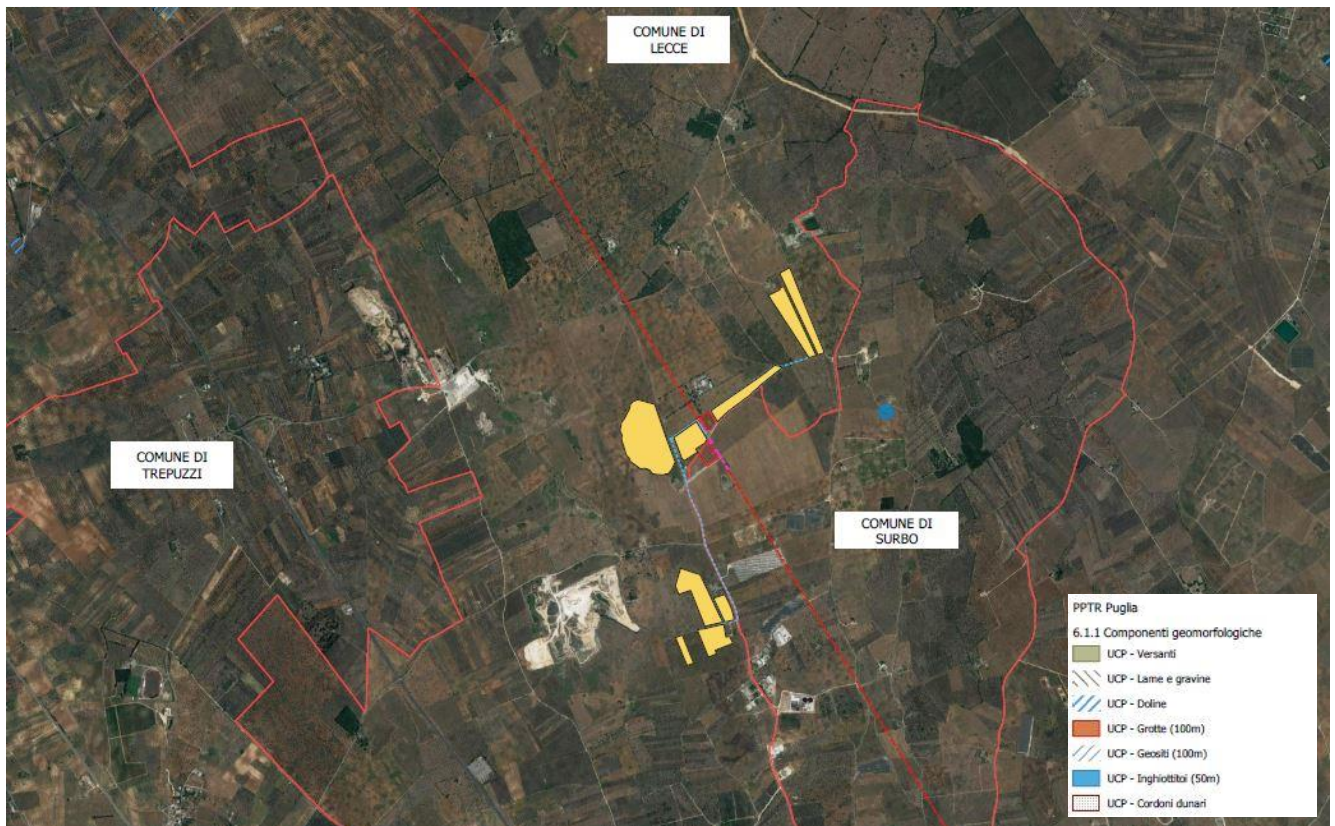 COMUNE DI
LECCE
COMUNE DI
TREPUZZI
COMUNE DI
SURBO
PPTR Puglia
6.1.1 Componenti geomorfologiche
UCP - Versanti
UCP - Lame e gravine
UCP - Doline
UCP - Grotte (100m)
UCP - Geositi (100m)
UCP - Inghiottitoi (50m)
UCP - Cordoni dunari